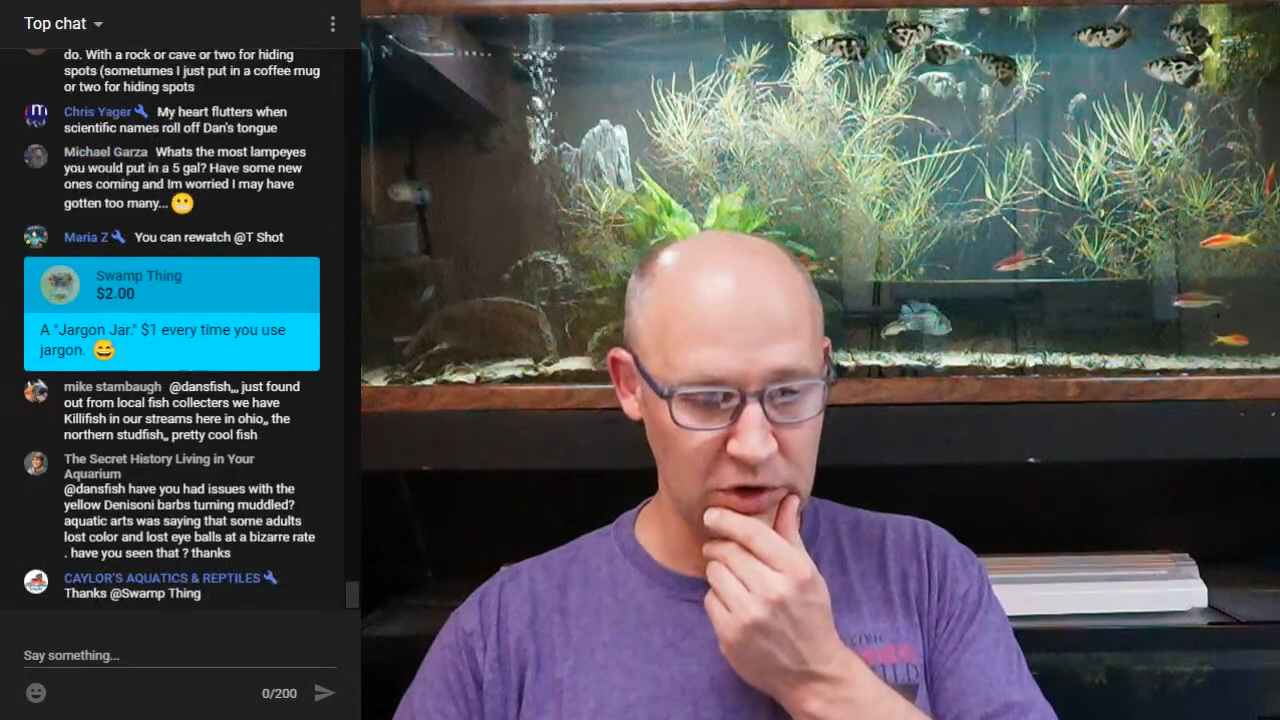 Top chat
do. With a rock or cave or two for hiding
spots (sometumes I just put in a coffee mug
or two for hiding spots
Chris Yager My heart flutters when
scientific names roll off Dan's tongue
Michael Garza Whats the most lampeyes
you would put in a 5 gal? Have some new
ones coming and Im worried I may have
gotten too many...
Maria Z You can rewatch @T Shot
Swamp Thing
$2.00
A "Jargon Jar." $1 every time you use
jargon.
mike stambaugh @dansfish,,, just found
out from local fish collecters we have
Killifish in our streams here in ohio,, the
northern studfish,, pretty cool fish
The Secret History Living in Your
Aquarium
@dansfish have you had issues with the
yellow Denisoni barbs turning muddled?
aquatic arts was saying that some adults
lost color and lost eye balls at a bizarre rate
. have you seen that ? thanks
CAYLOR'S AQUATICS & REPTILES
Thanks @Swamp Thing
Say something...
0/200
CIVIC